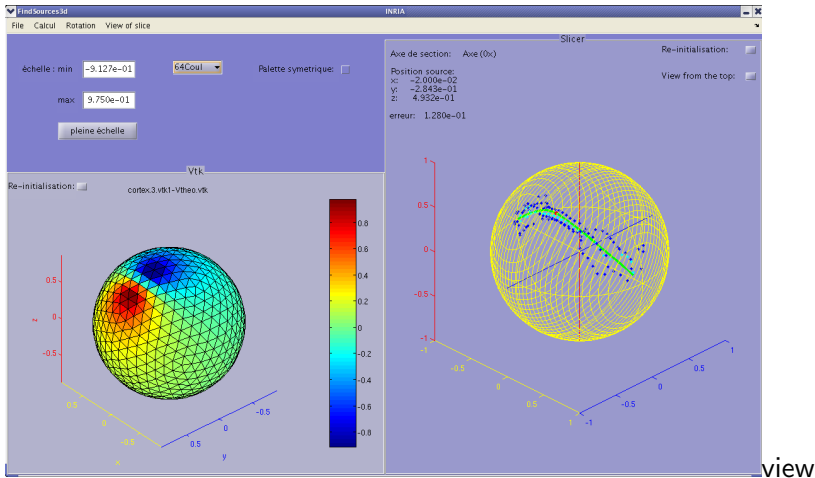 FindSources3d INRIA
File Calcul Rotation View of slice
échelle : min -9.127e-01 64Coul Palette symetrique:
max 9.750e-01
pleine échelle
Slicer
Axe de section: Axe (0x) Re-initialisation:
Position source: View from the top:
x: -2.000e-02
y: -2.843e-01
z: 4.932e-01
erreur: 1.280e-01
1
0.5
0
-0.5
-1
-1
-0.5
0
0.5
1
-1
-0.5
0
0.5
1
Vtk
Re-initialisation:
cortex.3.vtk1-Vtheo.vtk
0.5
0
-0.5
z
0.5
0
-0.5
x
0.5
0
-0.5
y
0.8
0.6
0.4
0.2
0
-0.2
-0.4
-0.6
-0.8
view